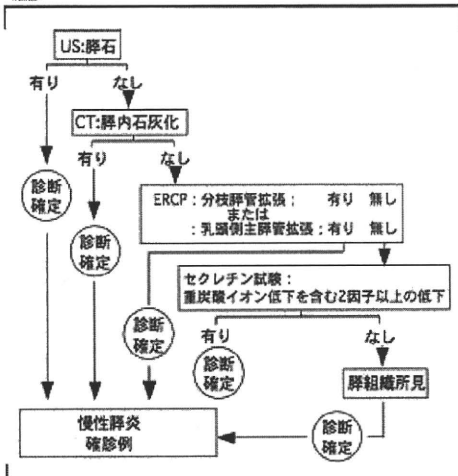 US:膵石
有り なし
CT:膵内石灰化
有り なし
診断
確定
ERCP:分枝膵管拡張; 有り 無し
または
:乳頭側主膵管拡張;有り 無し
診断
確定
セクレチン試験:
重炭酸イオン低下を含む2因子以上の低下
診断
確定
有り なし
診断
確定
膵組織所見
慢性膵炎
確診例
診断
確定